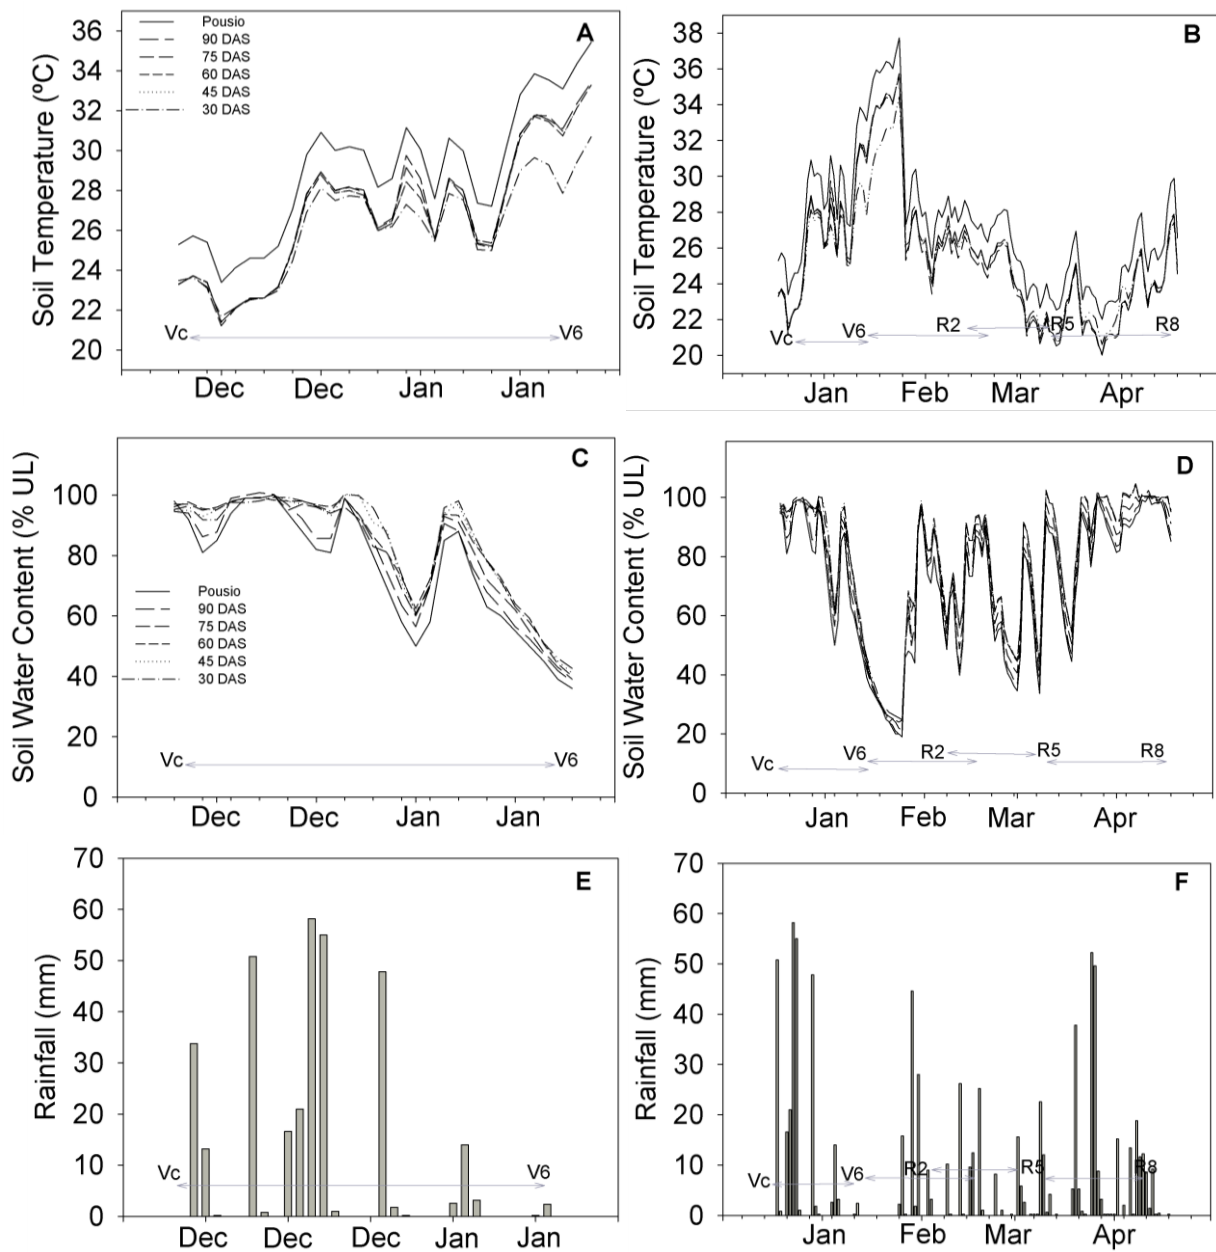 A
Soil Temperature (ºC)
36
34
32
30
28
26
24
22
20
Pousio
90 DAS
75 DAS
60 DAS
45 DAS
30 DAS
Vc
V6
Dec
Dec
Jan
Jan
B
Soil Temperature (ºC)
38
36
34
32
30
28
26
24
22
20
Vc
V6
R2
R5
R8
Jan
Feb
Mar
Apr
C
Soil Water Content (% UL)
100
80
60
40
20
0
Pousio
90 DAS
75 DAS
60 DAS
45 DAS
30 DAS
Vc
V6
Dec
Dec
Jan
Jan
D
Soil Water Content (% UL)
100
80
60
40
20
0
Vc
V6
R2
R5
R8
Jan
Feb
Mar
Apr
E
Rainfall (mm)
70
60
50
40
30
20
10
0
Vc
V6
Dec
Dec
Dec
Jan
Jan
F
Rainfall (mm)
70
60
50
40
30
20
10
0
Vc
V6
R2
R5
R8
Jan
Feb
Mar
Apr